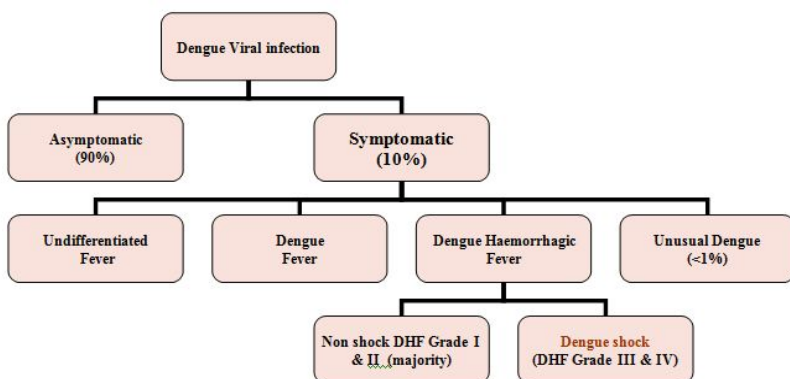 Dengue Viral infection
Asymptomatic
(90%)
Symptomatic
(10%)
Undifferentiated
Fever
Dengue
Fever
Dengue Haemorrhagic
Fever
Unusual Dengue
(<1%)
Non shock DHF Grade I
& II (majority)
Dengue shock
(DHF Grade III & IV)